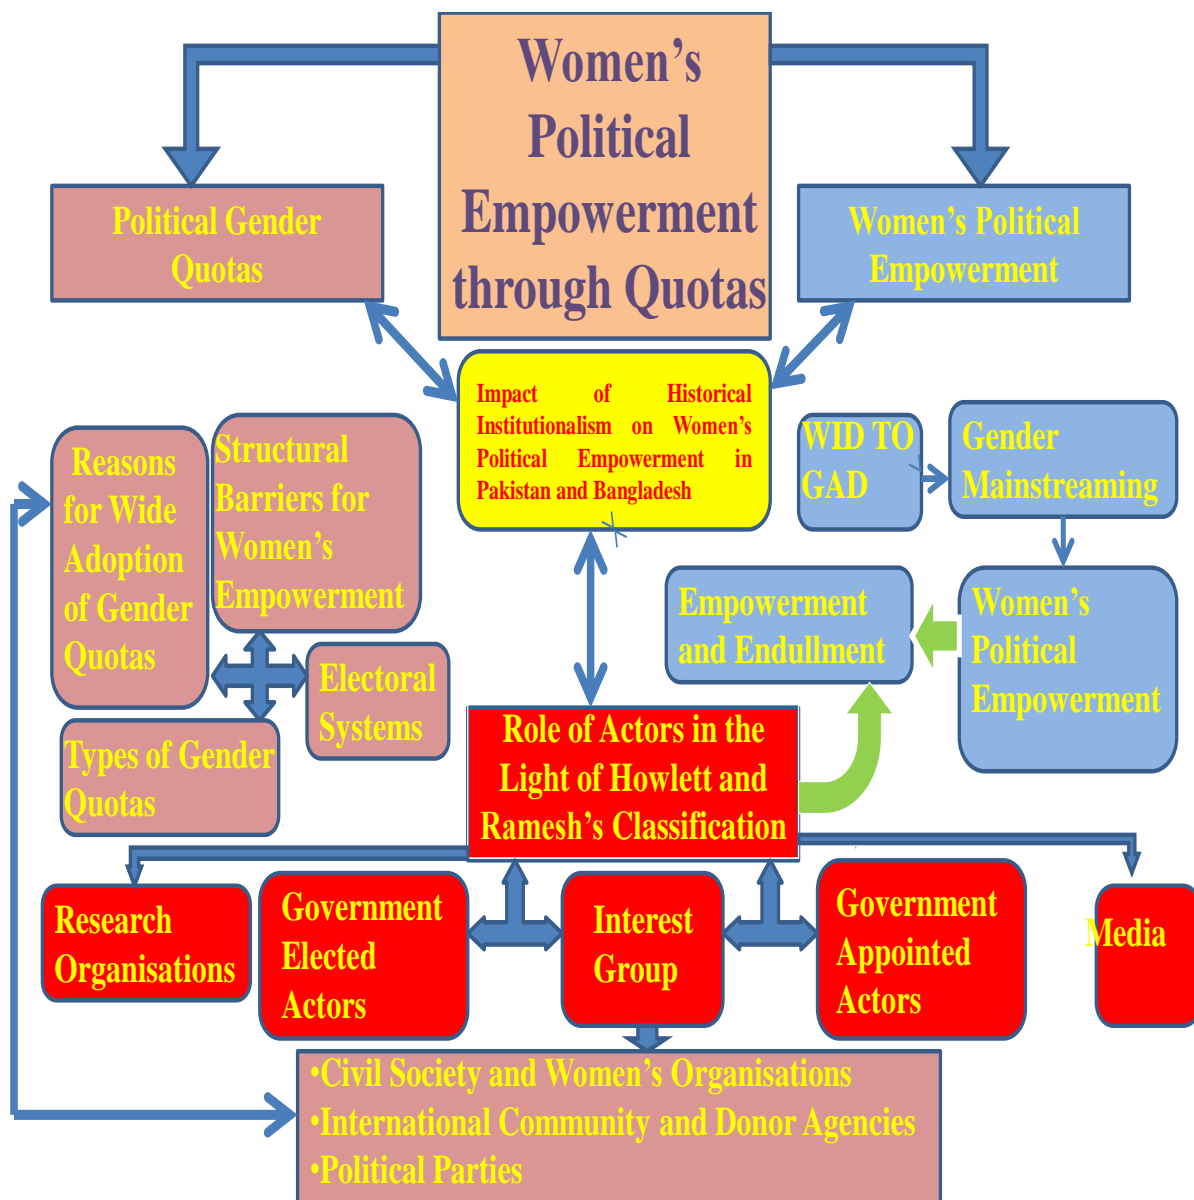 Women's
Political
Empowerment
through Quotas
Political Gender
Quotas
Women's Political
Empowerment
Impact of Historical
Institutionalism on Women's
Political Empowerment in
Pakistan and Bangladesh
Reasons
for Wide
Adoption
of Gender
Quotas
Structural
Barriers for
Women's
Empowerment
Electoral
Systems
Types of Gender
Quotas
WID TO
GAD
Gender
Mainstreaming
Women's
Political
Empowerment
Empowerment
and Endullment
Role of Actors in the
Light of Howlett and
Ramesh's Classification
Research
Organisations
Government
Elected
Actors
Interest
Group
Government
Appointed
Actors
Media
•Civil Society and Women's Organisations
•International Community and Donor Agencies
•Political Parties